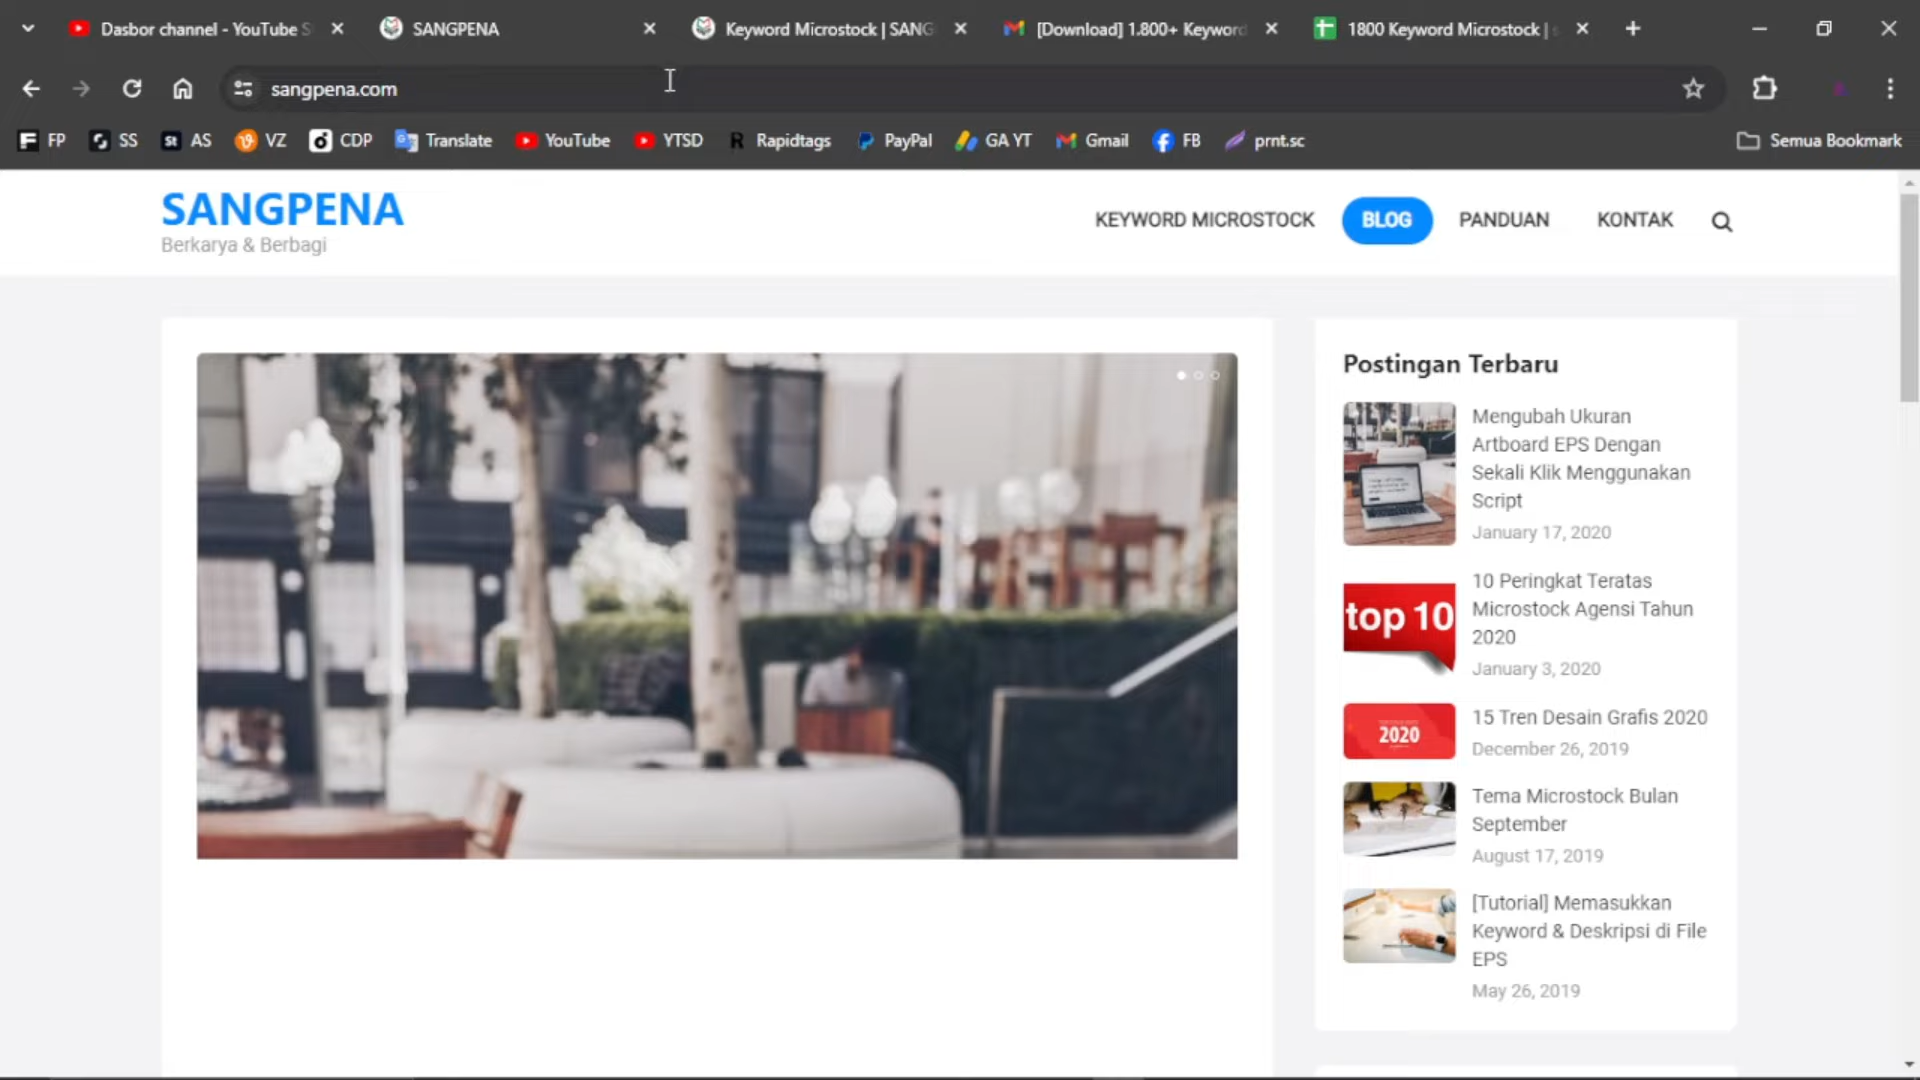 Dasbor channel - YouTube S
SANGPENA
Keyword Microstock | SANG
[Download] 1.800+ Keyword
1800 Keyword Microstock | s
sangpena.com
FP
SS
St AS
VZ
CDP
Translate
YouTube
YTSD
R Rapidtags
PayPal
GA YT
Gmail
FB
prnt.sc
Semua Bookmark
SANGPENA
Berkarya & Berbagi
KEYWORD MICROSTOCK
BLOG
PANDUAN
KONTAK
Postingan Terbaru
Mengubah Ukuran
Artboard EPS Dengan
Sekali Klik Menggunakan
Script
January 17, 2020
top 10
10 Peringkat Teratas
Microstock Agensi Tahun
2020
January 3, 2020
2020
15 Tren Desain Grafis 2020
December 26, 2019
Tema Microstock Bulan
September
August 17, 2019
[Tutorial] Memasukkan
Keyword & Deskripsi di File
EPS
May 26, 2019